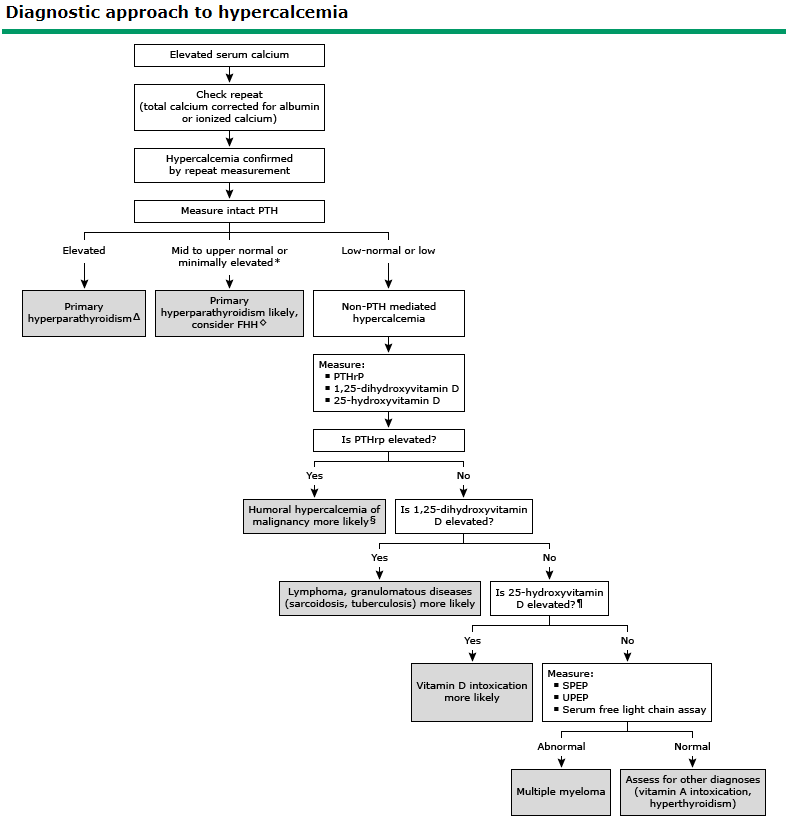 Diagnostic approach to hypercalcemia
Elevated serum calcium
Check repeat
(total calcium corrected for albumin
or ionized calcium)
Hypercalcemia confirmed
by repeat measurement
Measure intact PTH
Elevated
Mid to upper normal or
minimally elevated*
Low-normal or low
Primary
hyperparathyroidismΔ
Primary
hyperparathyroidism likely,
consider FHH◇
Non-PTH mediated
hypercalcemia
Measure:
▪ PTHrP
▪ 1,25-dihydroxyvitamin D
▪ 25-hydroxyvitamin D
Is PTHrp elevated?
Yes
No
Humoral hypercalcemia of
malignancy more likely§
Is 1,25-dihydroxyvitamin
D elevated?
Yes
No
Lymphoma, granulomatous diseases
(sarcoidosis, tuberculosis) more likely
Is 25-hydroxyvitamin
D elevated?¶
Yes
No
Vitamin D intoxication
more likely
Measure:
▪ SPEP
▪ UPEP
▪ Serum free light chain assay
Abnormal
Normal
Multiple myeloma
Assess for other diagnoses
(vitamin A intoxication,
hyperthyroidism)